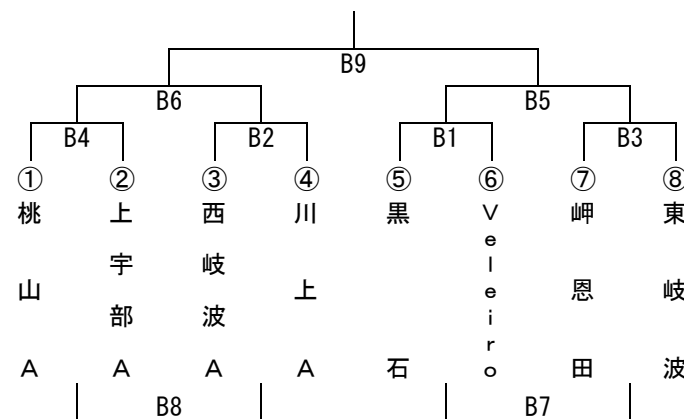 B9
B6 B5
B4 B2 B1 B3
① ② ③ ④ ⑤ ⑥ ⑦ ⑧
桃山A
上宇部A
西岐波A
川上A
黒石
Veleiro
岬恩田
東岐波
B8 B7